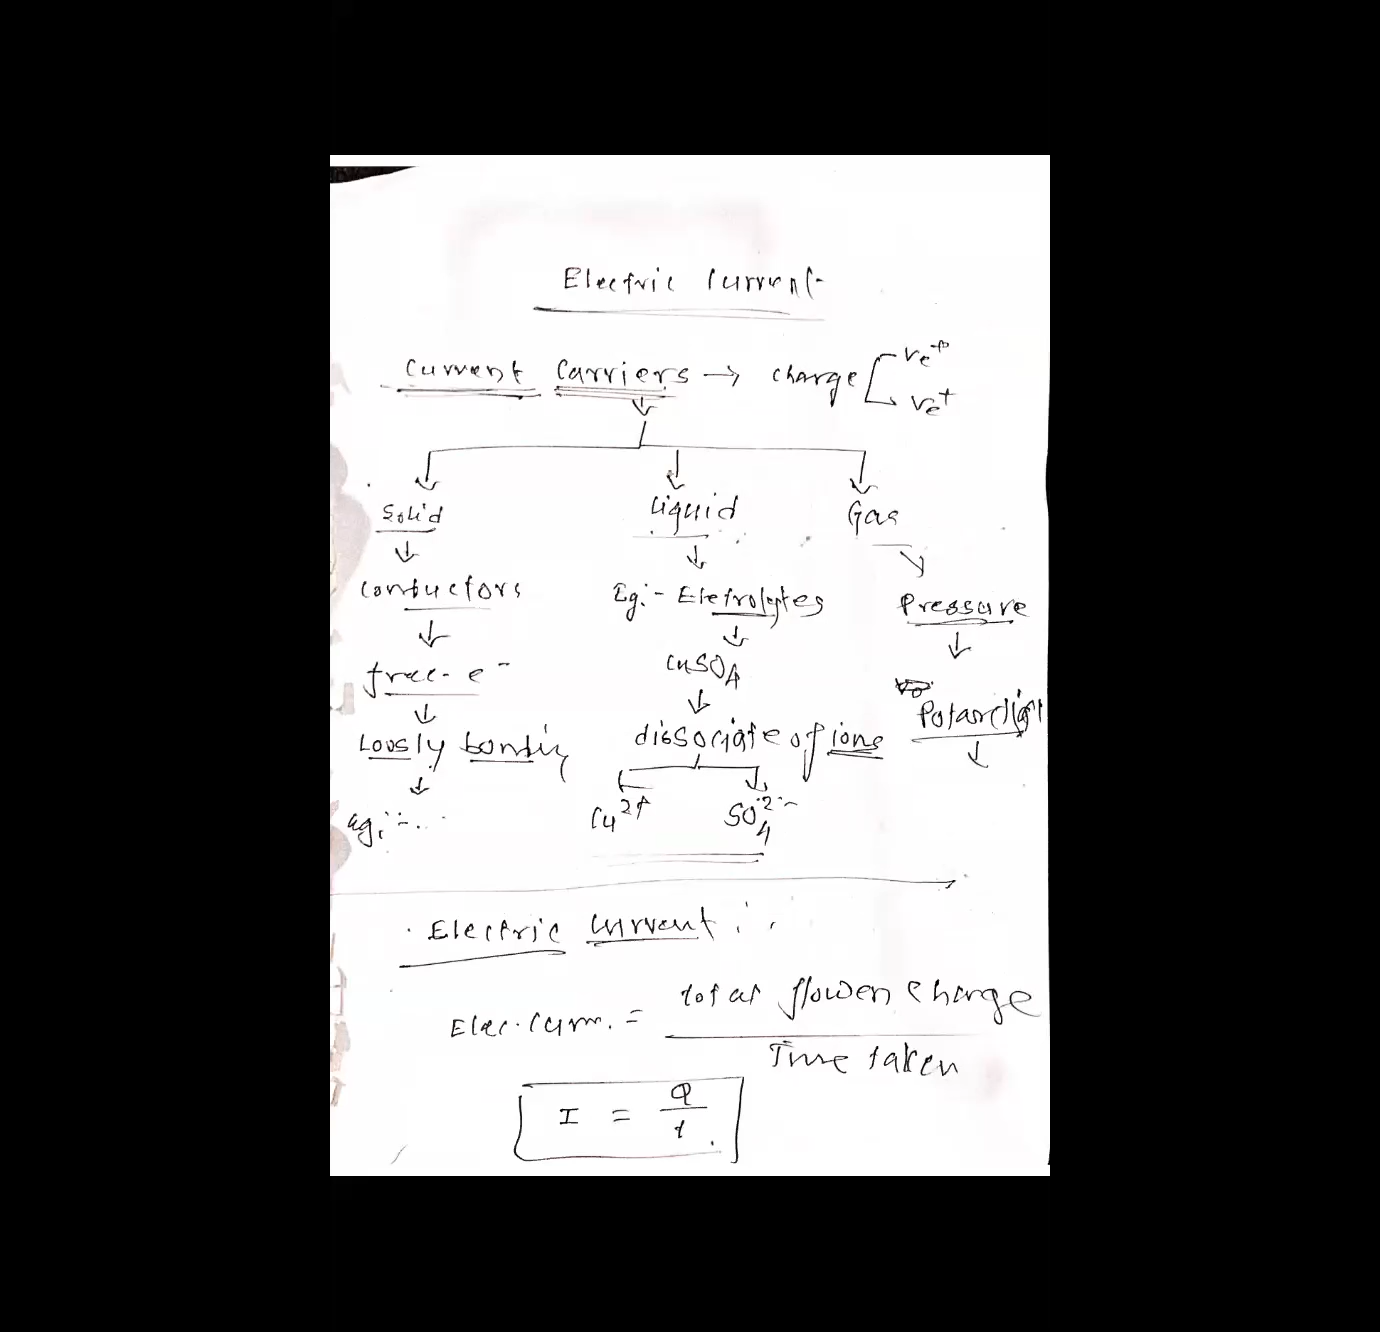 Electric Current
Current Carriers → charge ve+
ve+
Solid Liquid Gas
Conductors Eg:- Eletrolytes Pressure
free-e- CuSO4
Loosly bonding dissociate of ions
eg:-.. Cu2+ SO4 2-
Electric Current :
Elec. Curr. = total flowen charge
Time taken
I = Q
t